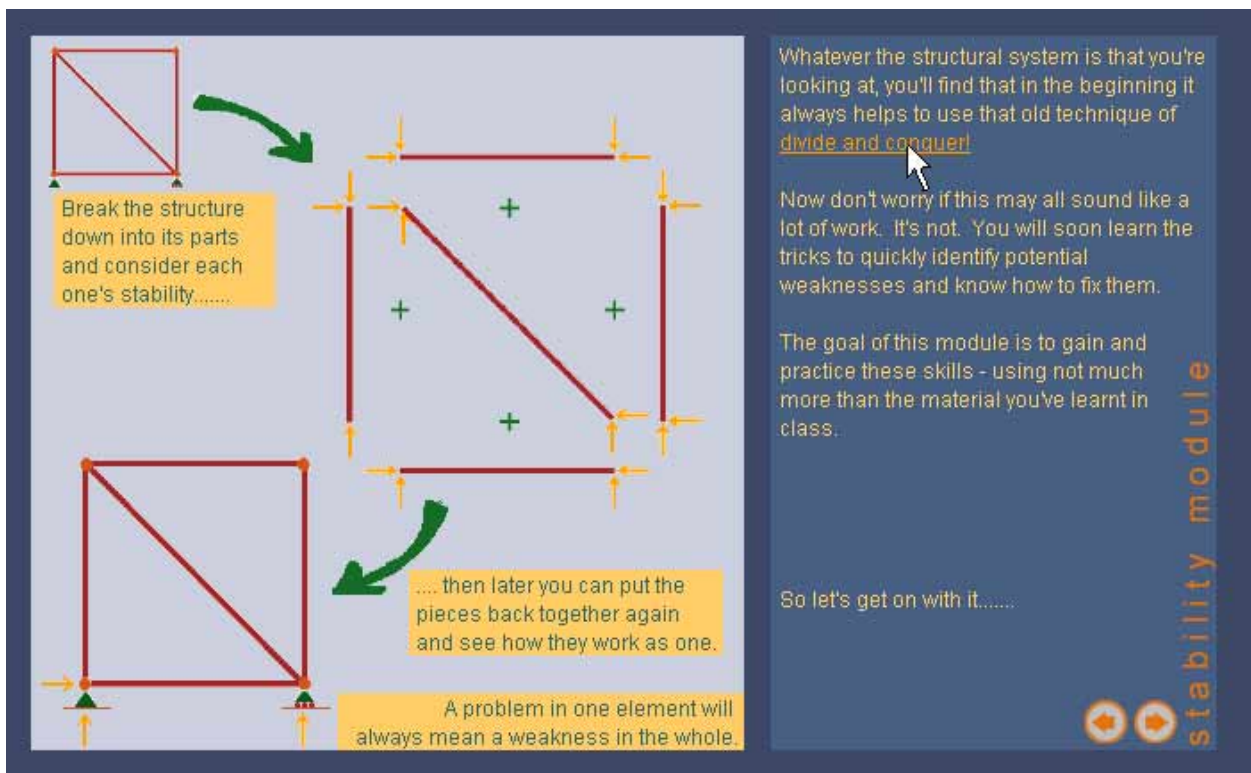 Break the structure
down into its parts
and consider each
one's stability.......
.... then later you can put the
pieces back together again
and see how they work as one.
A problem in one element will
always mean a weakness in the whole.
Whatever the structural system is that you're
looking at, you'll find that in the beginning it
always helps to use that old technique of
divide and conquer!
Now don't worry if this may all sound like a
lot of work.  It's not.  You will soon learn the
tricks to quickly identify potential
weaknesses and know how to fix them.
The goal of this module is to gain and
practice these skills - using not much
more than the material you've learnt in
class.
So let's get on with it.......
stability module